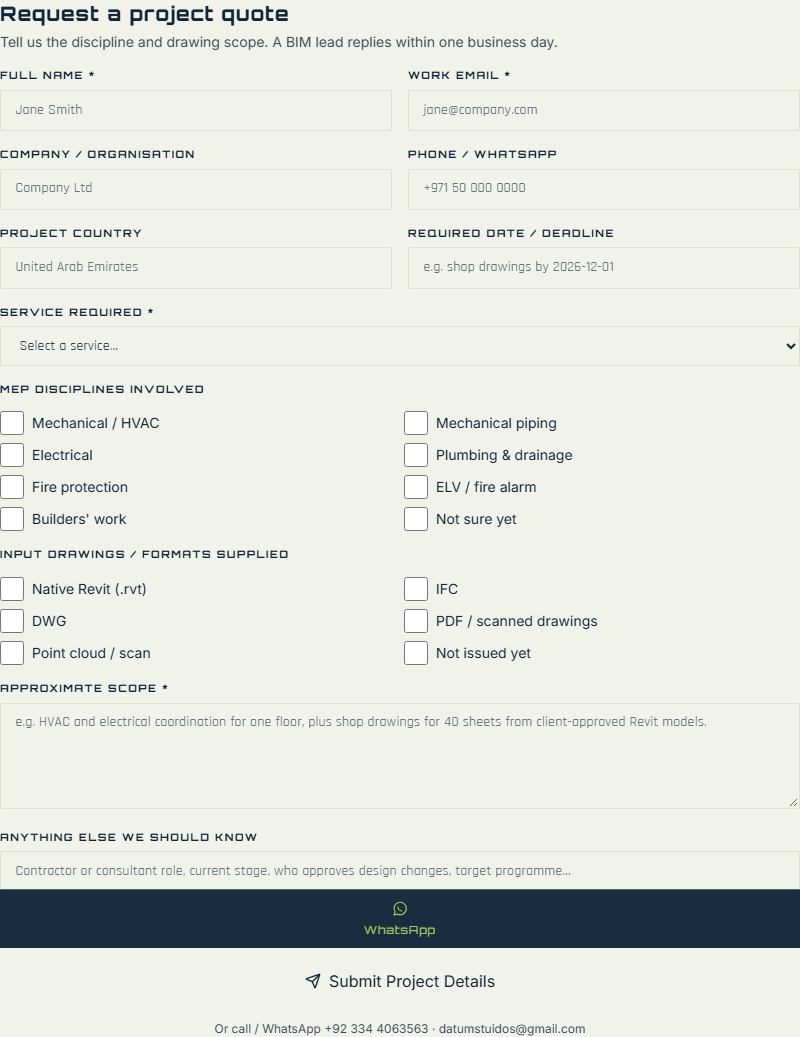 Request a project quote
Tell us the discipline and drawing scope. A BIM lead replies within one business day.
FULL NAME * WORK EMAIL *
Jane Smith jane@company.com
COMPANY / ORGANISATION PHONE / WHATSAPP
Company Ltd +971 50 000 0000
PROJECT COUNTRY REQUIRED DATE / DEADLINE
United Arab Emirates e.g. shop drawings by 2026-12-01
SERVICE REQUIRED *
Select a service...
MEP DISCIPLINES INVOLVED
Mechanical / HVAC Mechanical piping
Electrical Plumbing & drainage
Fire protection ELV / fire alarm
Builders' work Not sure yet
INPUT DRAWINGS / FORMATS SUPPLIED
Native Revit (.rvt) IFC
DWG PDF / scanned drawings
Point cloud / scan Not issued yet
APPROXIMATE SCOPE *
e.g. HVAC and electrical coordination for one floor, plus shop drawings for 40 sheets from client-approved Revit models.
ANYTHING ELSE WE SHOULD KNOW
Contractor or consultant role, current stage, who approves design changes, target programme...
WhatsApp
Submit Project Details
Or call / WhatsApp +92 334 4063563 · datumstuidos@gmail.com